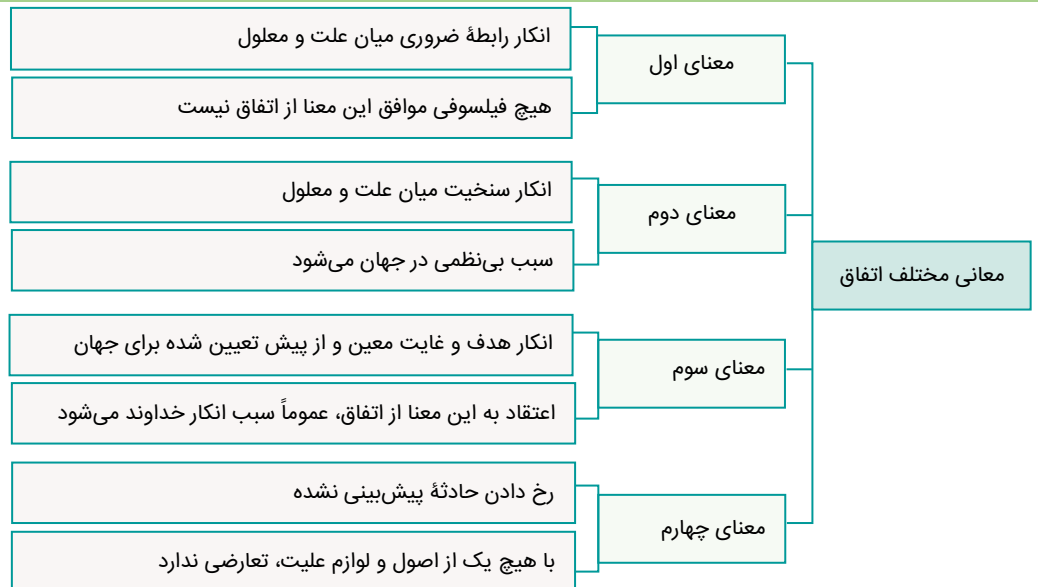 معانی مختلف اتفاق
معنای اول
انکار رابطهٔ ضروری میان علت و معلول
هیچ فیلسوفی موافق این معنا از اتفاق نیست
معنای دوم
انکار سنخیت میان علت و معلول
سبب بی‌نظمی در جهان می‌شود
معنای سوم
انکار هدف و غایت معین و از پیش تعیین شده برای جهان
اعتقاد به این معنا از اتفاق، عموماً سبب انکار خداوند می‌شود
معنای چهارم
رخ دادن حادثهٔ پیش‌بینی نشده
با هیچ یک از اصول و لوازم علیت، تعارضی ندارد